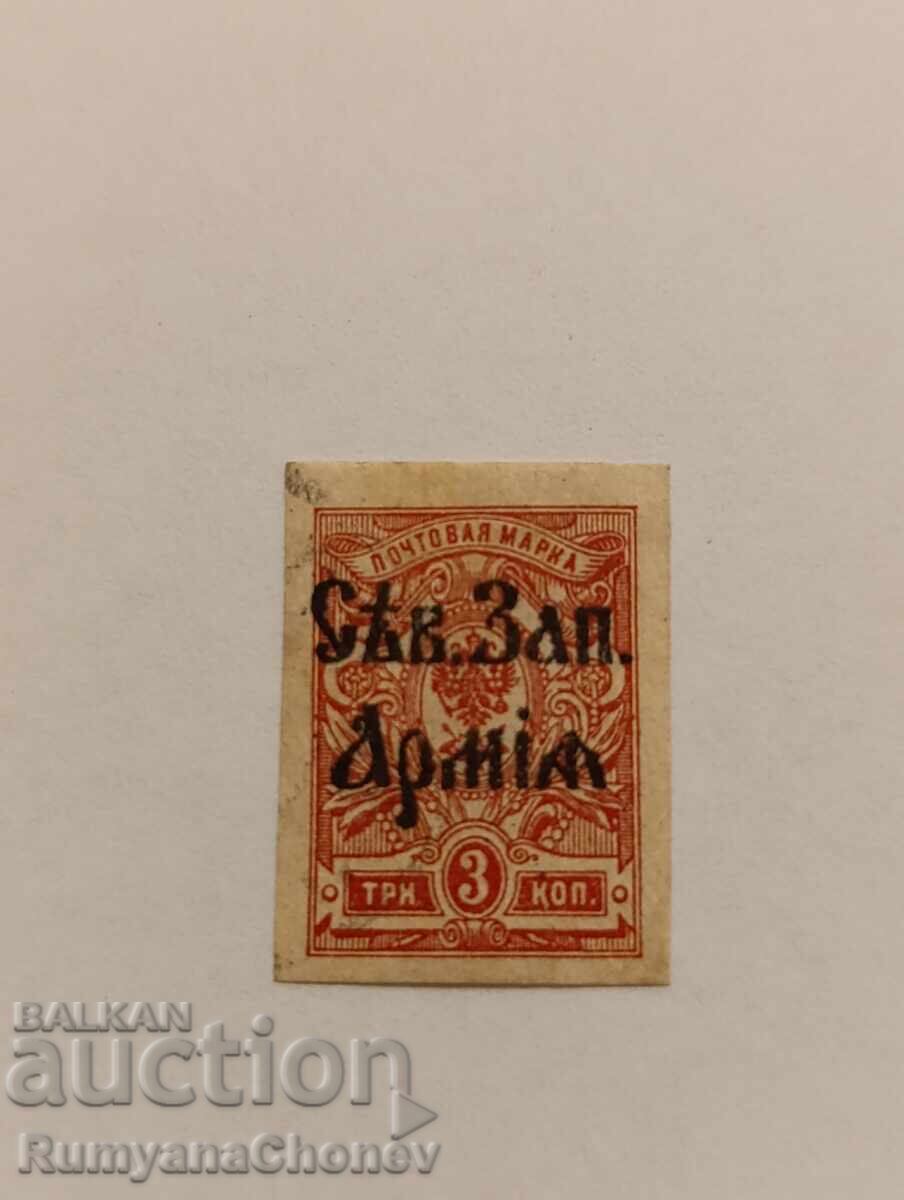 ПОЧТОВАЯ МАРКА
Сѣв. Зап.
Армія
ТРИ 3 КОП.
BALKAN
auction
RumyanaChonev